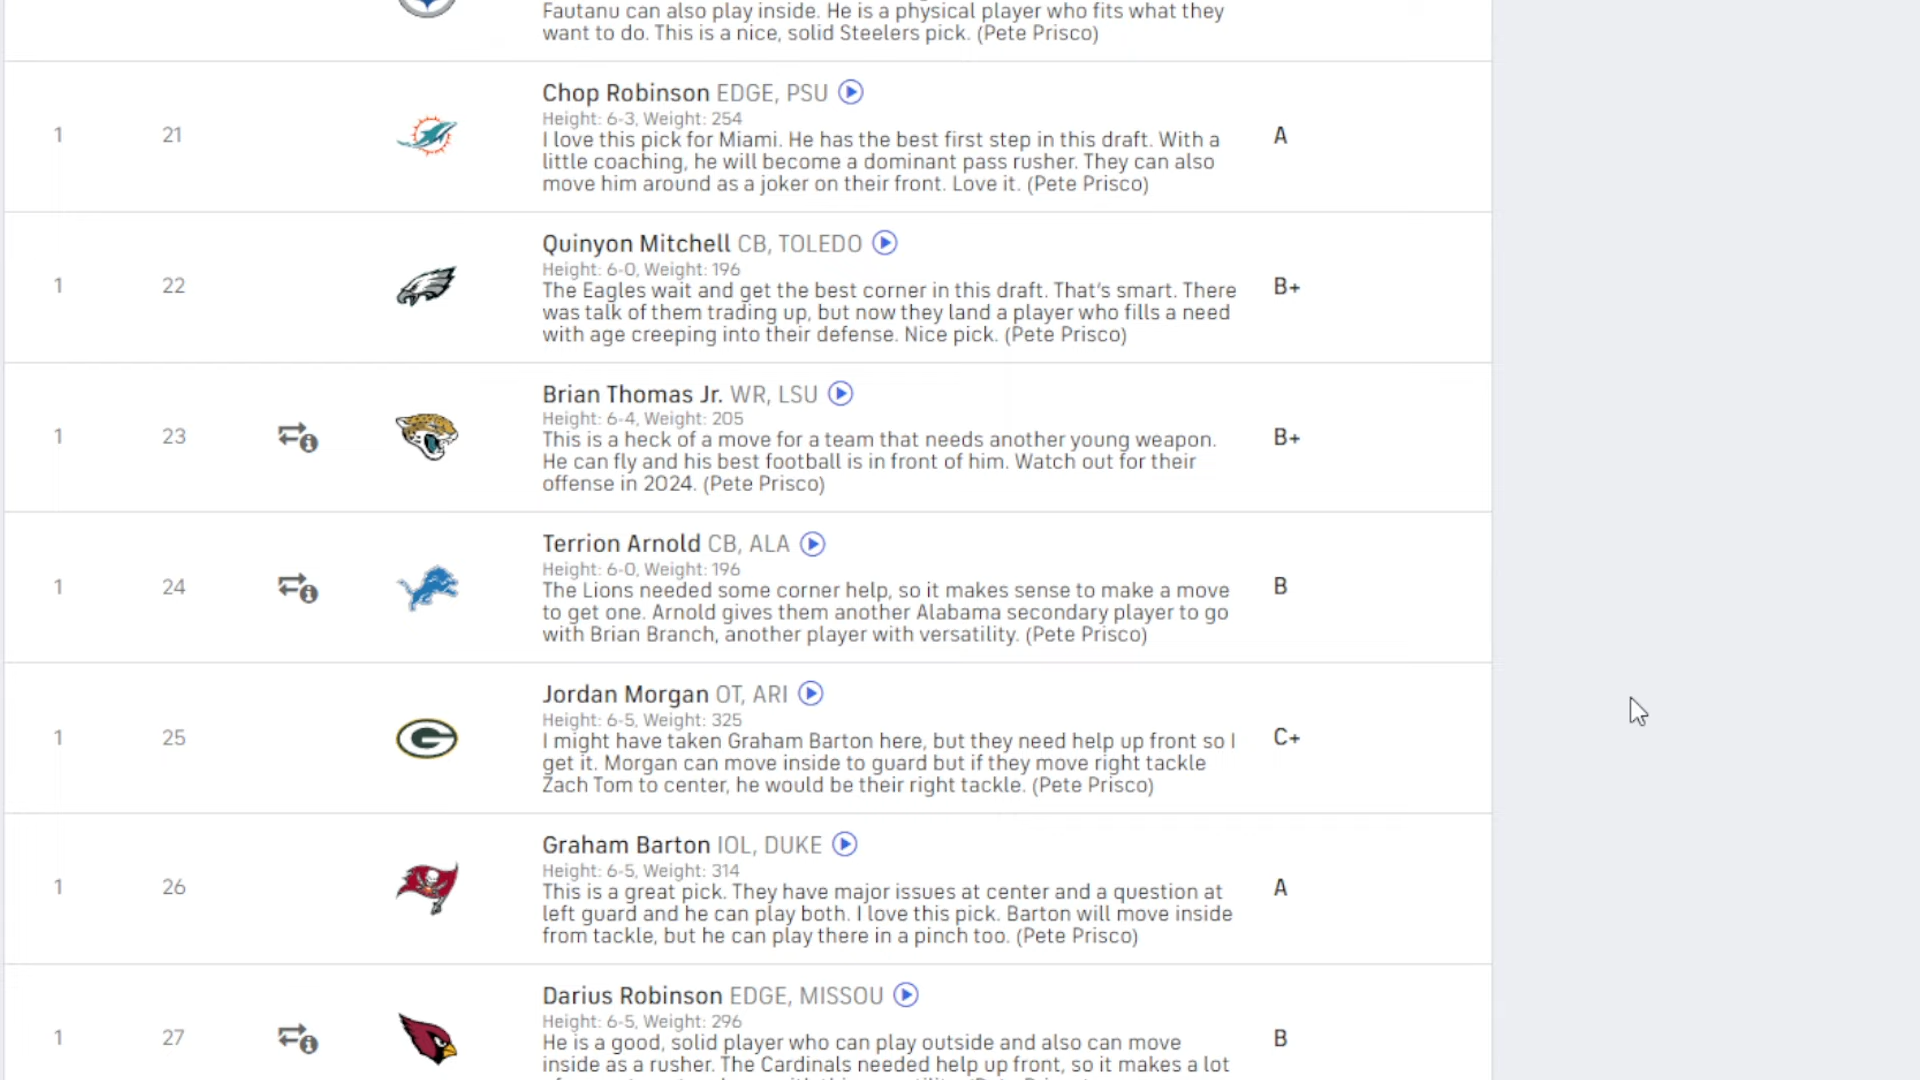 Fautanu can also play inside. He is a physical player who fits what they
want to do. This is a nice, solid Steelers pick. (Pete Prisco)
1 21
Chop Robinson EDGE, PSU
Height: 6-3, Weight: 254
I love this pick for Miami. He has the best first step in this draft. With a
little coaching, he will become a dominant pass rusher. They can also
move him around as a joker on their front. Love it. (Pete Prisco)
A
1 22
Quinyon Mitchell CB, TOLEDO
Height: 6-0, Weight: 196
The Eagles wait and get the best corner in this draft. That's smart. There
was talk of them trading up, but now they land a player who fills a need
with age creeping into their defense. Nice pick. (Pete Prisco)
B+
1 23
Brian Thomas Jr. WR, LSU
Height: 6-4, Weight: 205
This is a heck of a move for a team that needs another young weapon.
He can fly and his best football is in front of him. Watch out for their
offense in 2024. (Pete Prisco)
B+
1 24
Terrion Arnold CB, ALA
Height: 6-0, Weight: 196
The Lions needed some corner help, so it makes sense to make a move
to get one. Arnold gives them another Alabama secondary player to go
with Brian Branch, another player with versatility. (Pete Prisco)
B
1 25
Jordan Morgan OT, ARI
Height: 6-5, Weight: 325
I might have taken Graham Barton here, but they need help up front so I
get it. Morgan can move inside to guard but if they move right tackle
Zach Tom to center, he would be their right tackle. (Pete Prisco)
C+
1 26
Graham Barton IOL, DUKE
Height: 6-5, Weight: 314
This is a great pick. They have major issues at center and a question at
left guard and he can play both. I love this pick. Barton will move inside
from tackle, but he can play there in a pinch too. (Pete Prisco)
A
1 27
Darius Robinson EDGE, MISSOU
Height: 6-5, Weight: 296
He is a good, solid player who can play outside and also can move
inside as a rusher. The Cardinals needed help up front, so it makes a lot
B